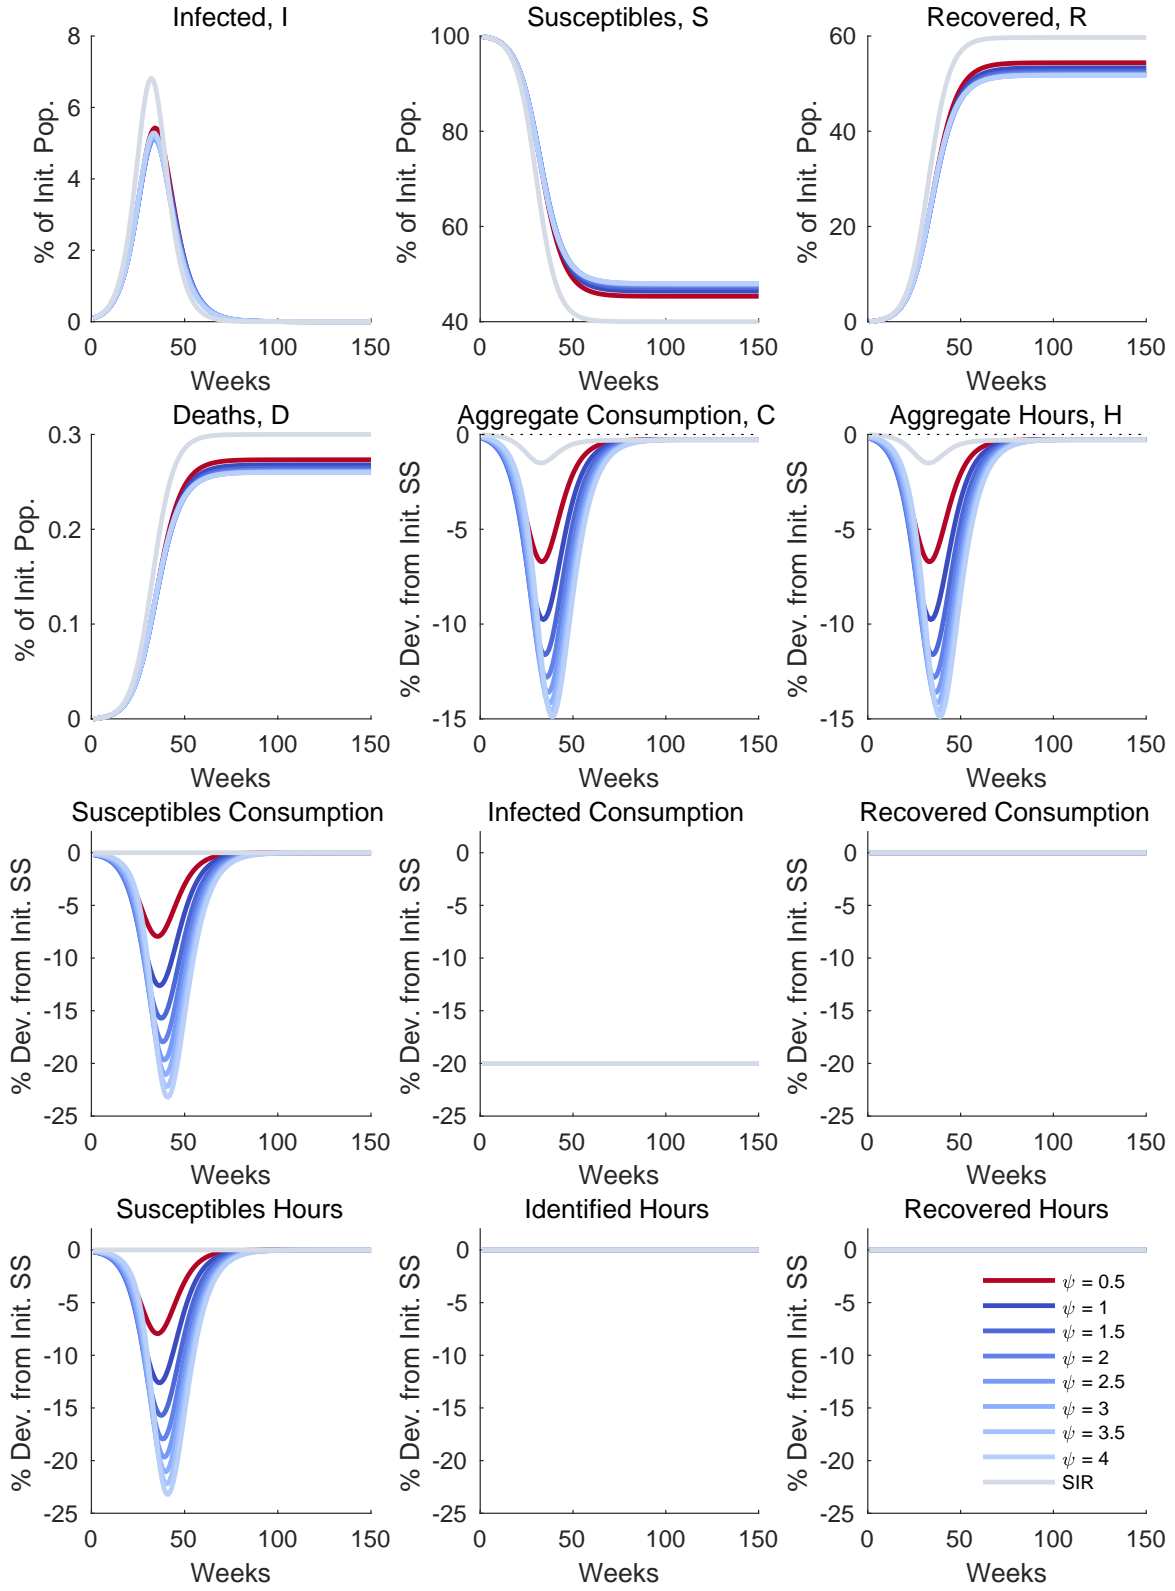 Infected, I
Susceptibles, S
Recovered, R
% of Init. Pop.
8
6
4
2
0
0
50
100
150
Weeks
% of Init. Pop.
100
80
60
40
0
50
100
150
Weeks
% of Init. Pop.
60
40
20
0
0
50
100
150
Weeks
Deaths, D
Aggregate Consumption, C
Aggregate Hours, H
% of Init. Pop.
0.3
0.2
0.1
0
0
50
100
150
Weeks
% Dev. from Init. SS
0
-5
-10
-15
0
50
100
150
Weeks
% Dev. from Init. SS
0
-5
-10
-15
0
50
100
150
Weeks
Susceptibles Consumption
Infected Consumption
Recovered Consumption
% Dev. from Init. SS
0
-5
-10
-15
-20
-25
0
50
100
150
Weeks
% Dev. from Init. SS
0
-5
-10
-15
-20
-25
0
50
100
150
Weeks
% Dev. from Init. SS
0
-5
-10
-15
-20
-25
0
50
100
150
Weeks
Susceptibles Hours
Identified Hours
Recovered Hours
% Dev. from Init. SS
0
-5
-10
-15
-20
-25
0
50
100
150
Weeks
% Dev. from Init. SS
0
-5
-10
-15
-20
-25
0
50
100
150
Weeks
% Dev. from Init. SS
0
-5
-10
-15
-20
-25
0
50
100
150
Weeks
ψ = 0.5
ψ = 1
ψ = 1.5
ψ = 2
ψ = 2.5
ψ = 3
ψ = 3.5
ψ = 4
SIR